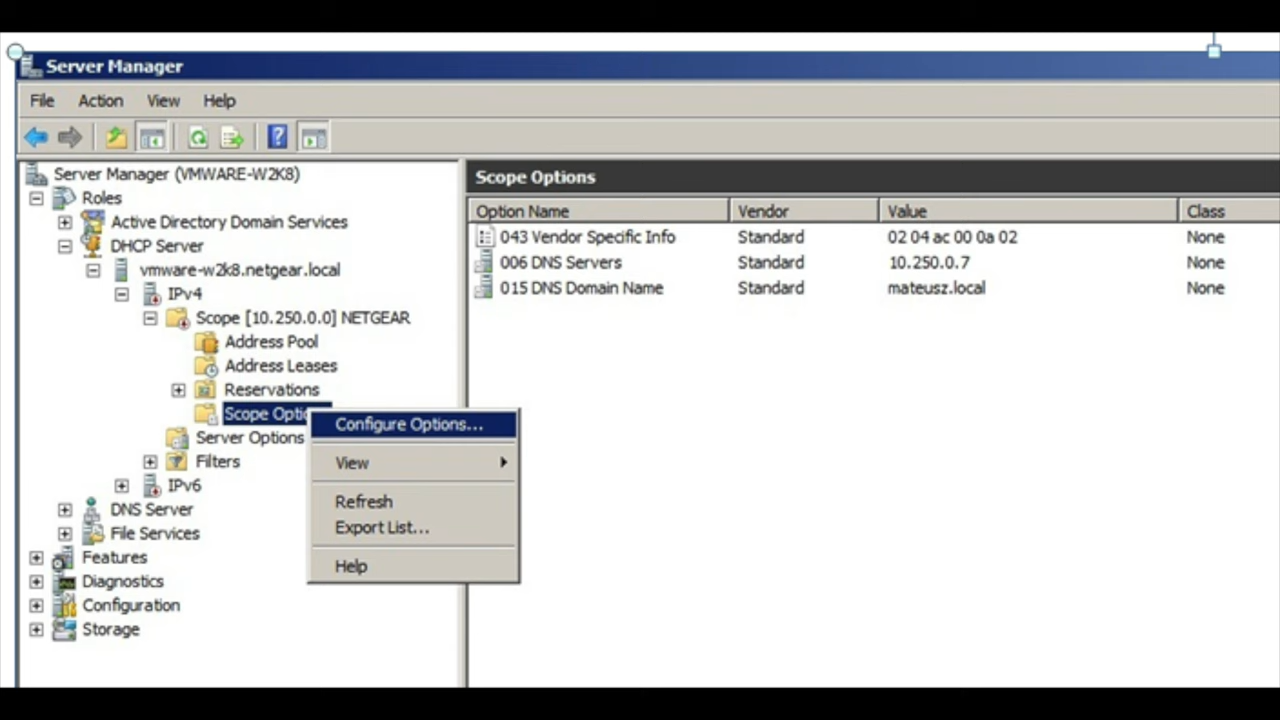 Server Manager
File Action View Help
Server Manager (VMWARE-W2K8)
Roles
Active Directory Domain Services
DHCP Server
vmware-w2k8.netgear.local
IPv4
Scope [10.250.0.0] NETGEAR
Address Pool
Address Leases
Reservations
Scope Optio
Server Options
Filters
IPv6
DNS Server
File Services
Features
Diagnostics
Configuration
Storage
Configure Options...
View
Refresh
Export List...
Help
Scope Options
Option Name Vendor Value Class
043 Vendor Specific Info Standard 02 04 ac 00 0a 02 None
006 DNS Servers Standard 10.250.0.7 None
015 DNS Domain Name Standard mateusz.local None